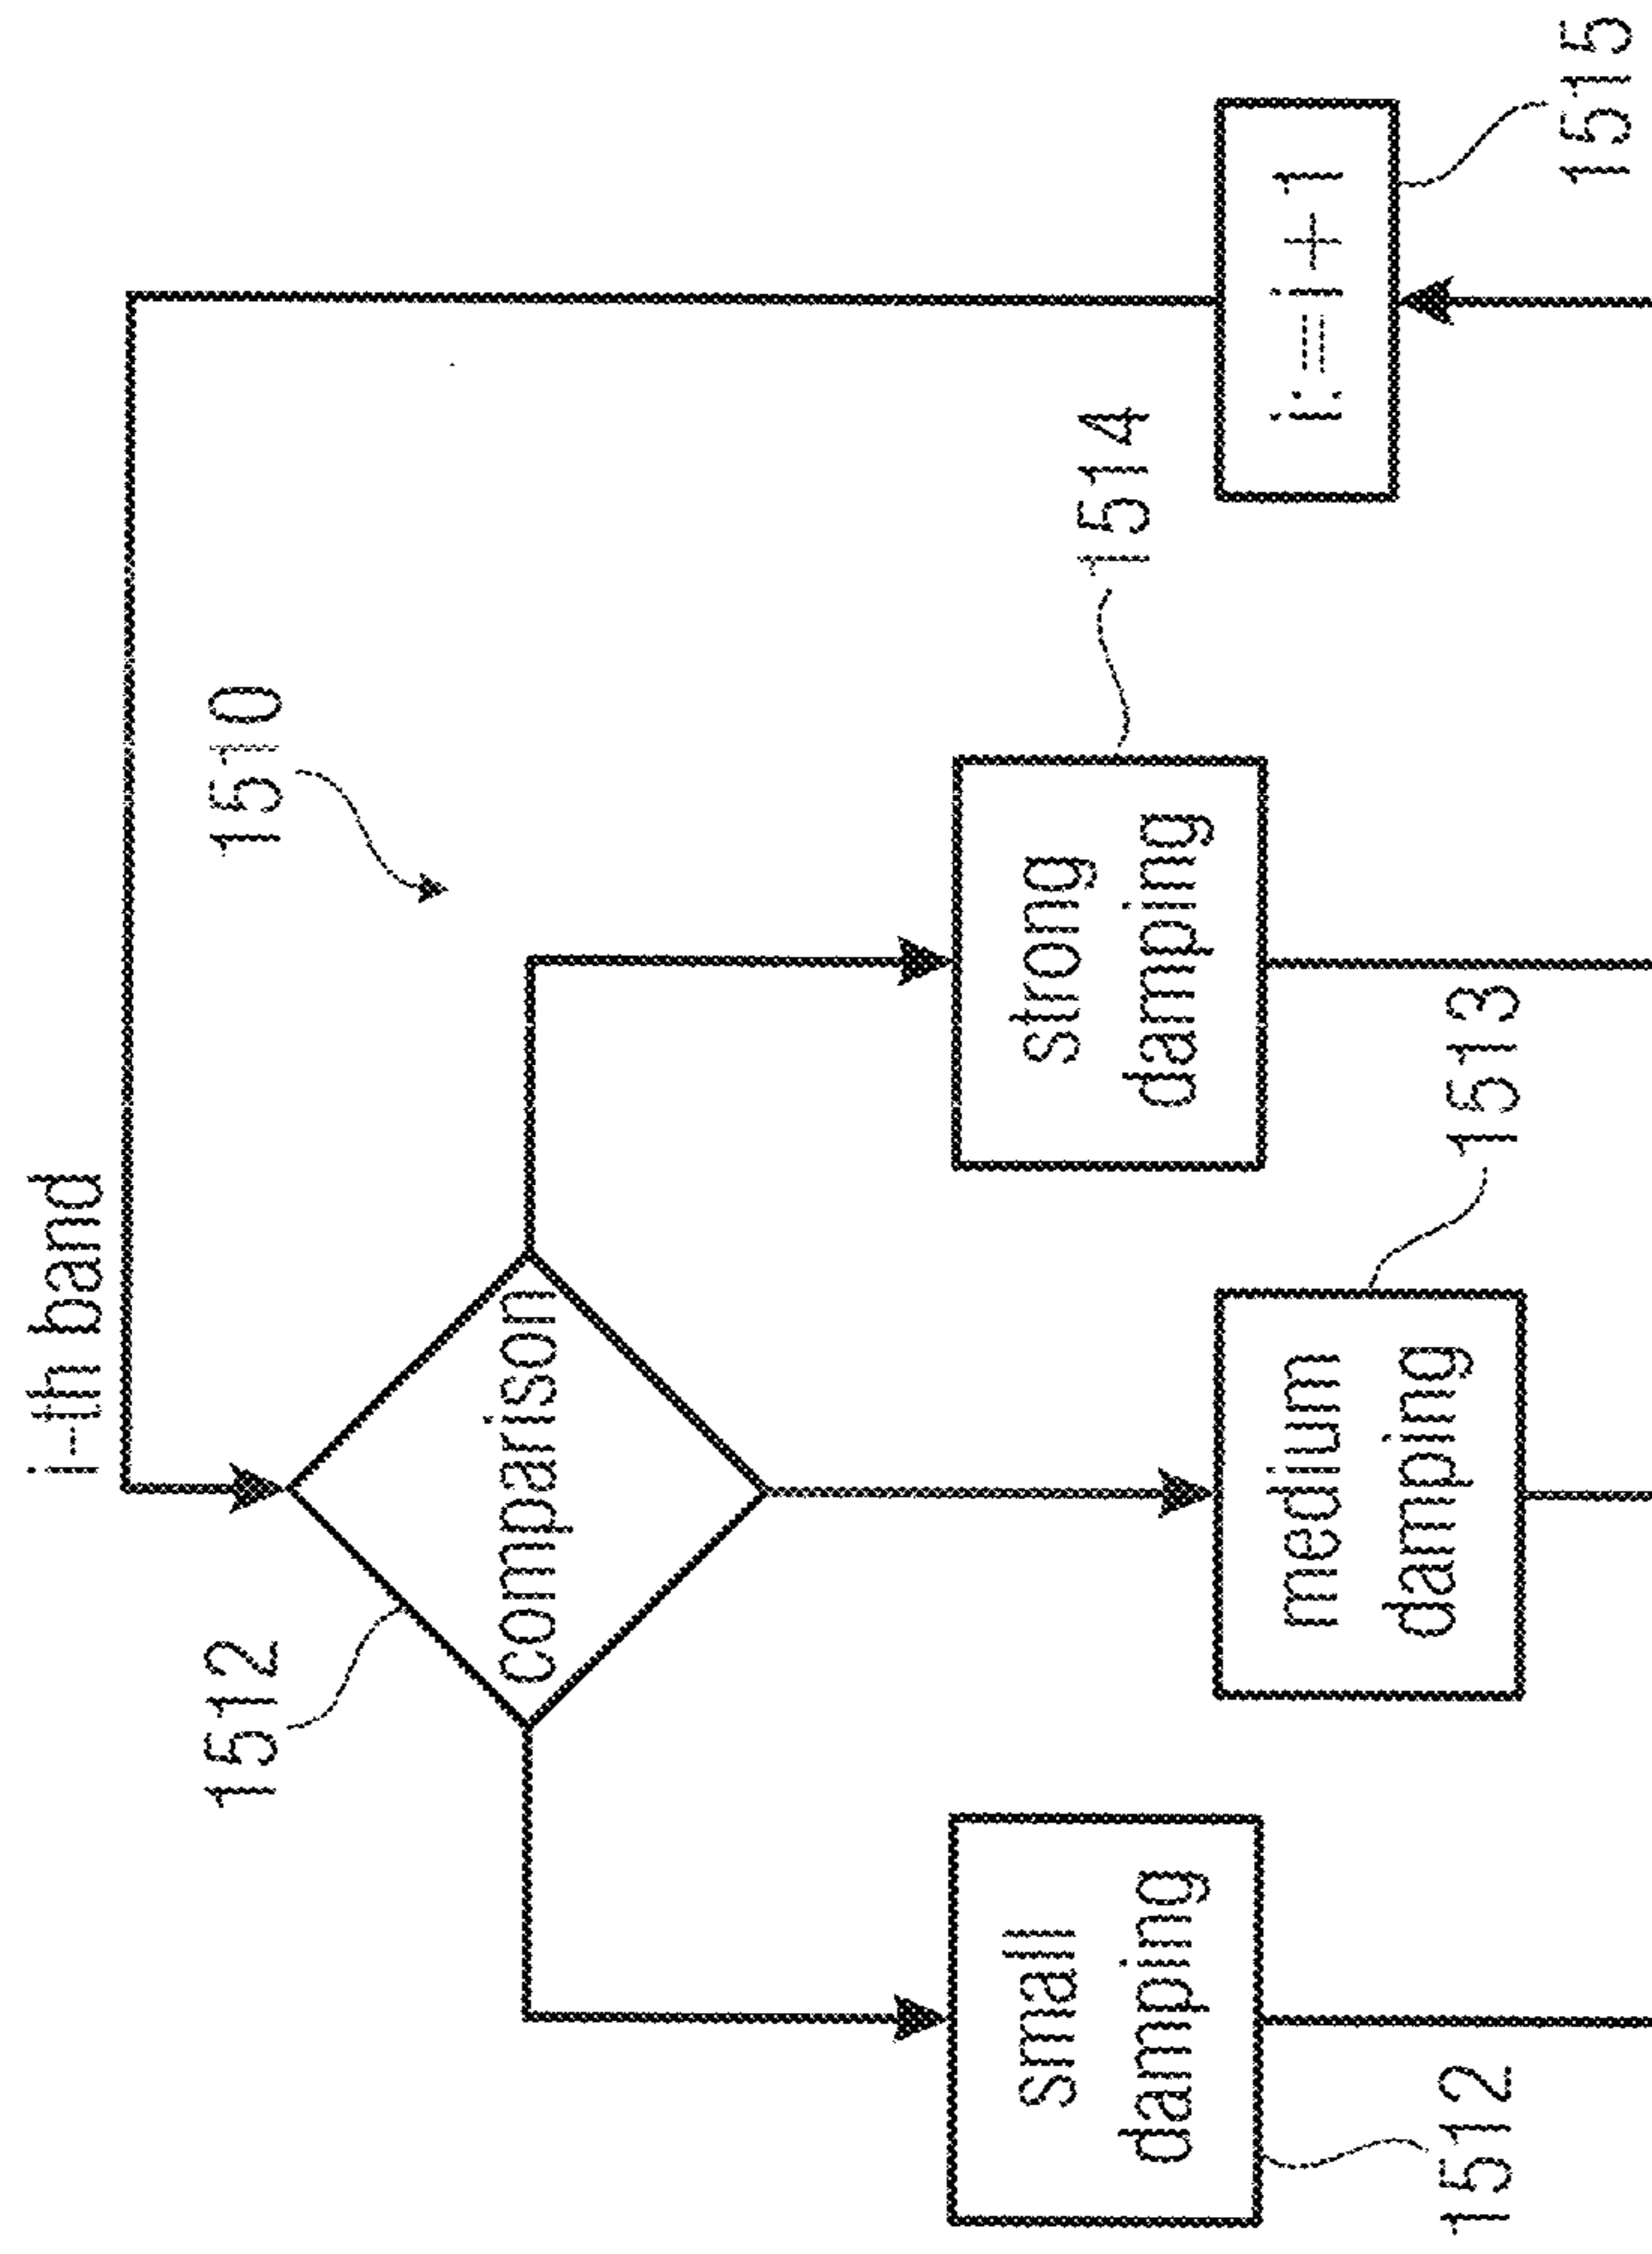 i-th band
1510
1512
comparison
strong
damping
1514
small
damping
1512
medium
damping
1513
i:=i+1
1515